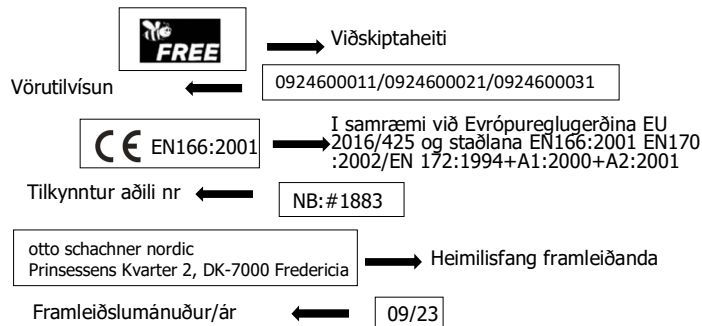 FREE
Viðskiptaheiti
Vörutilvísun
0924600011/0924600021/0924600031
CE EN166:2001
I samræmi við Evrópureglugerðina EU
2016/425 og staðlana EN166:2001 EN170
:2002/EN 172:1994+A1:2000+A2:2001
Tilkynntur aðili nr
NB:#1883
otto schachner nordic
Prinsessens Kvarter 2, DK-7000 Fredericia
Heimilisfang framleiðanda
Framleiðslumánuður/ár
09/23